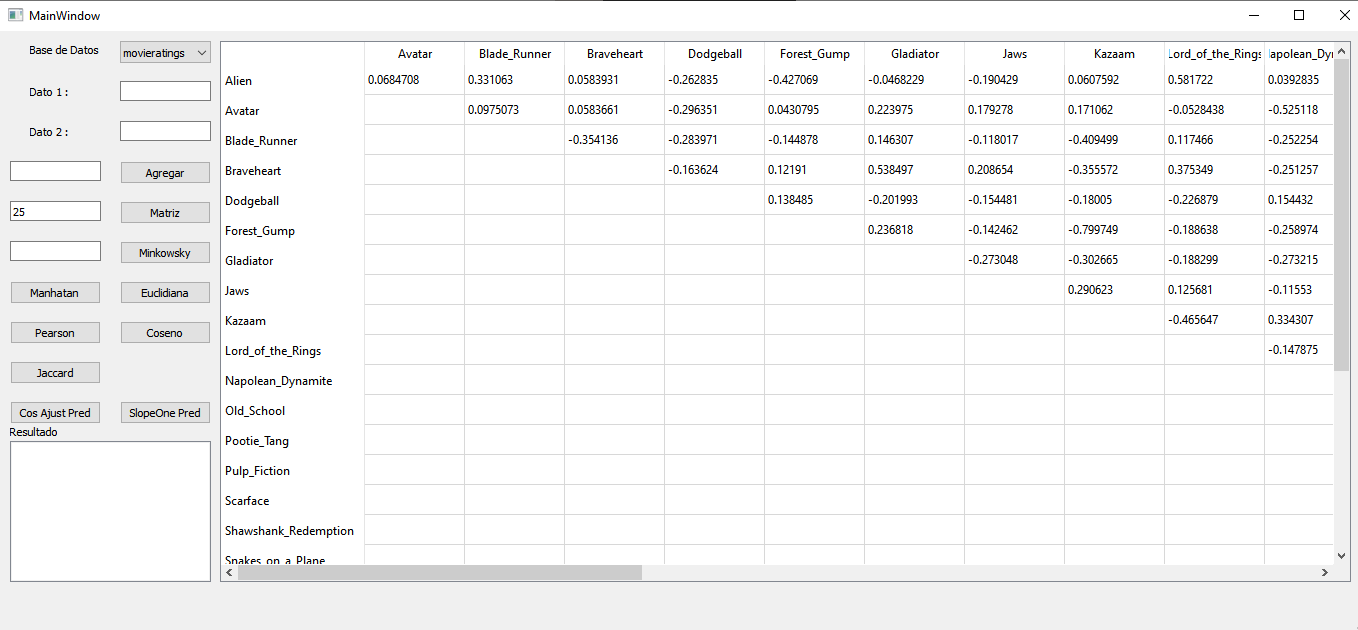 MainWindow
Base de Datos movieratings
Dato 1 :
Dato 2 :
Agregar
25 Matriz
Minkowsky
Manhatan Euclidiana
Pearson Coseno
Jaccard
Cos Ajust Pred SlopeOne Pred
Resultado
Avatar Blade_Runner Braveheart Dodgeball Forest_Gump Gladiator Jaws Kazaam Lord_of_the_Rings
Alien 0.0684708 0.331063 0.0583931 -0.262835 -0.427069 -0.0468229 -0.190429 0.0607592 0.581722 0.0392835
Avatar 0.0975073 0.0583661 -0.296351 0.0430795 0.223975 0.179278 0.171062 -0.0528438 -0.525118
Blade_Runner -0.354136 -0.283971 -0.144878 0.146307 -0.118017 -0.409499 0.117466 -0.252254
Braveheart -0.163624 0.12191 0.538497 0.208654 -0.355572 0.375349 -0.251257
Dodgeball 0.138485 -0.201993 -0.154481 -0.18005 -0.226879 0.154432
Forest_Gump 0.236818 -0.142462 -0.799749 -0.188638 -0.258974
Gladiator -0.273048 -0.302665 -0.188299 -0.273215
Jaws 0.290623 0.125681 -0.11553
Kazaam -0.465647 0.334307
Lord_of_the_Rings -0.147875
Napolean_Dynamite
Old_School
Pootie_Tang
Pulp_Fiction
Scarface
Shawshank_Redemption
Snakes_on_a_Plane